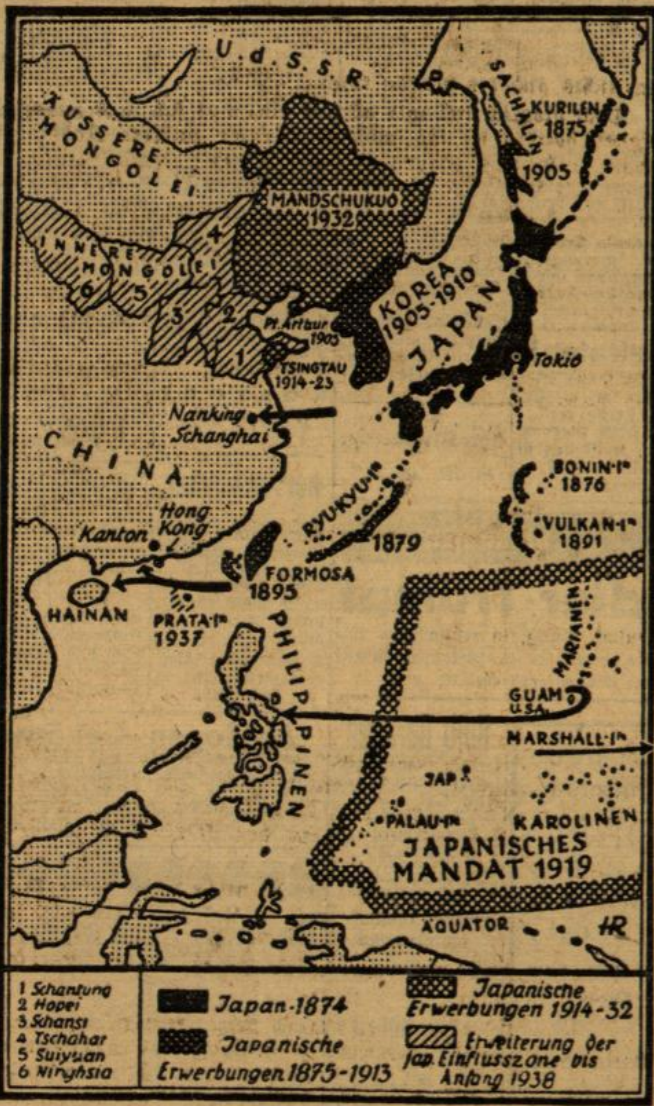 U.d.S.S.R.
ÄUSSERE
MONGOLEI
SACHALIN
1905
KURILEN
1875
MANDSCHUKUO
1932
INNERE
MONGOLEI
4
6
5
3
2
1
Pt. Arthur
1905
KOREA
1905-1910
JAPAN
TSINGTAU
1914-23
Tokio
Nanking
Schanghai
CHINA
Hong
Kong
Kanton
RYU-KYU-In
1879
BONIN-In
1876
VULKAN-In
1891
FORMOSA
1895
HAINAN
PRATA-In
1937
PHILIPPINEN
MARIANEN
GUAM
U.S.A.
MARSHALL-In
JAP
PALAU-In
KAROLINEN
JAPANISCHES
MANDAT 1919
ÄQUATOR
HR
1 Schantung
2 Hopei
3 Schansi
4 Tschahar
5 Suiyuan
6 Ninghsia
Japan-1874
Japanische
Erwerbungen 1875-1913
Japanische
Erwerbungen 1914-32
Erweiterung der
jap. Einflusszone bis
Anfang 1938